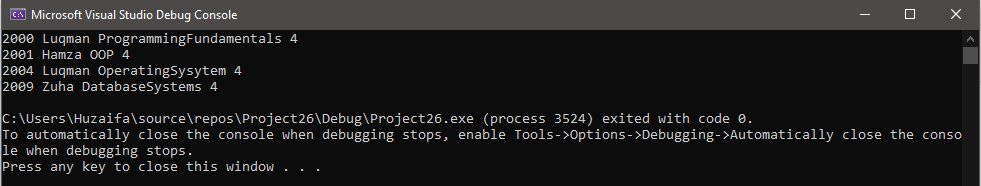 Microsoft Visual Studio Debug Console
2000 Luqman ProgrammingFundamentals 4
2001 Hamza OOP 4
2004 Luqman OperatingSysytem 4
2009 Zuha DatabaseSystems 4
C:\Users\Huzaifa\source\repos\Project26\Debug\Project26.exe (process 3524) exited with code 0.
To automatically close the console when debugging stops, enable Tools->Options->Debugging->Automatically close the conso
le when debugging stops.
Press any key to close this window . . .